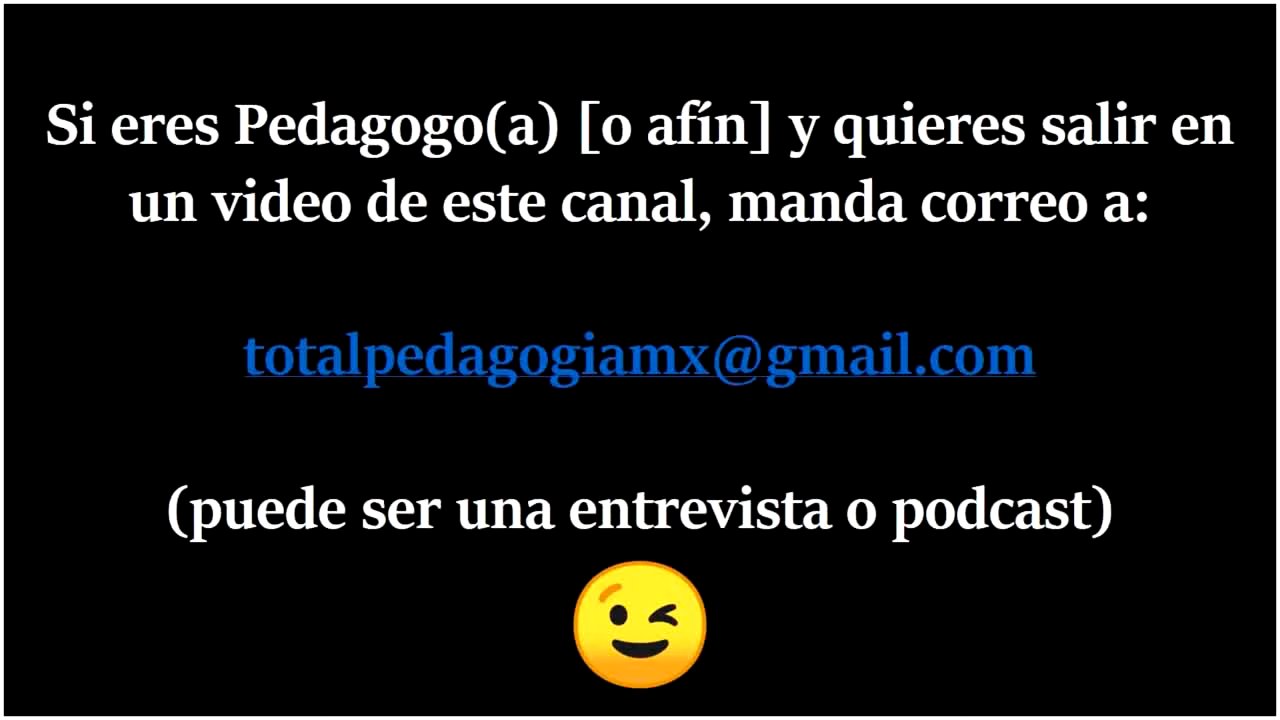 Si eres Pedagogo(a) [o afín] y quieres salir en
un video de este canal, manda correo a:
totalpedagogiamx@gmail.com
(puede ser una entrevista o podcast)